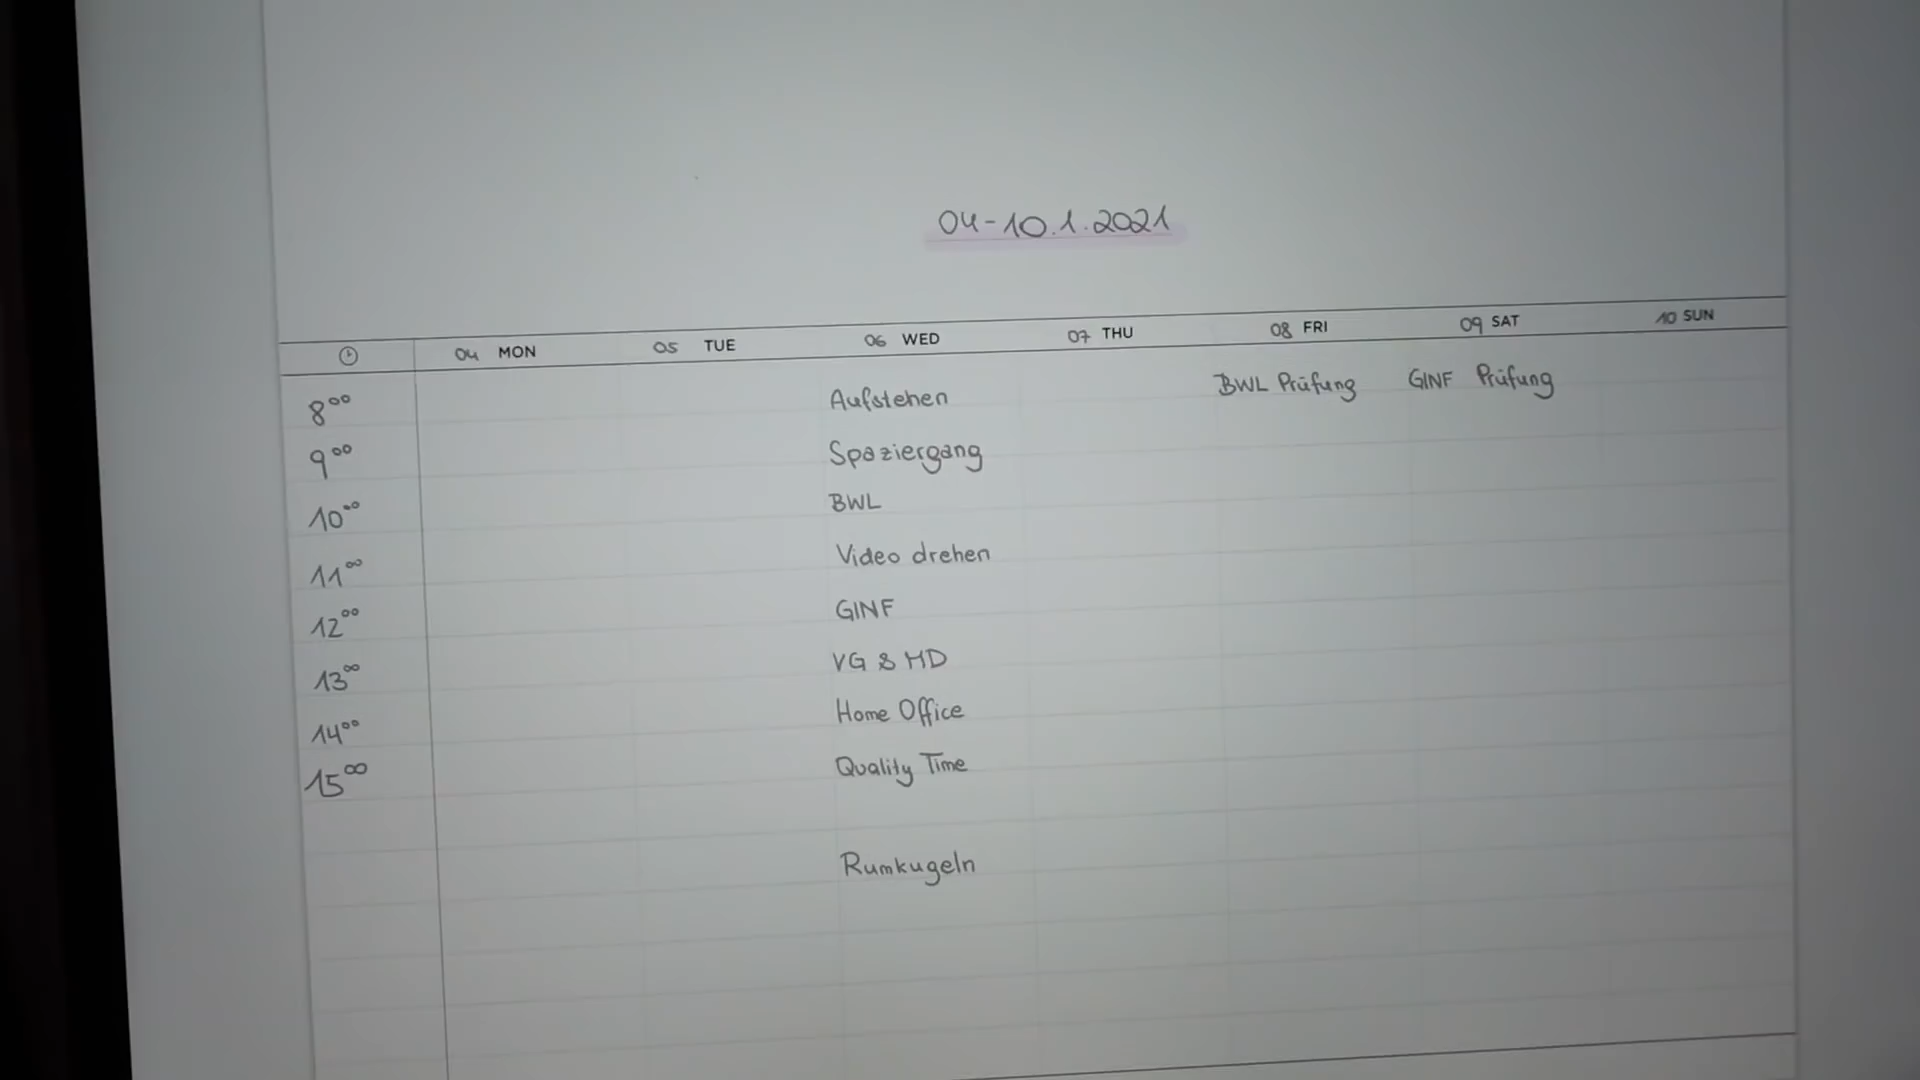 04-10.1.2021
04 MON 05 TUE 06 WED 07 THU 08 FRI 09 SAT 10 SUN
8⁰⁰ Aufstehen BWL Prüfung GINF Prüfung
9⁰⁰ Spaziergang
10⁰⁰ BWL
11⁰⁰ Video drehen
12⁰⁰ GINF
13⁰⁰ VG & MD
14⁰⁰ Home Office
15⁰⁰ Quality Time
Rumkugeln